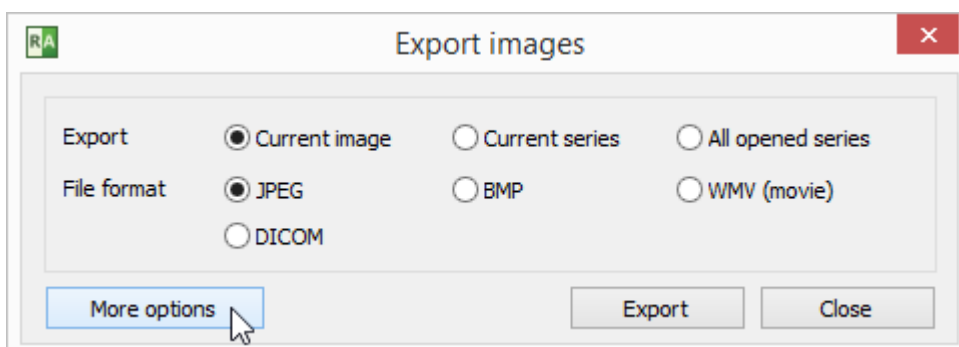 RA
Export images
Export Current image Current series All opened series
File format JPEG BMP WMV (movie)
DICOM
More options Export Close